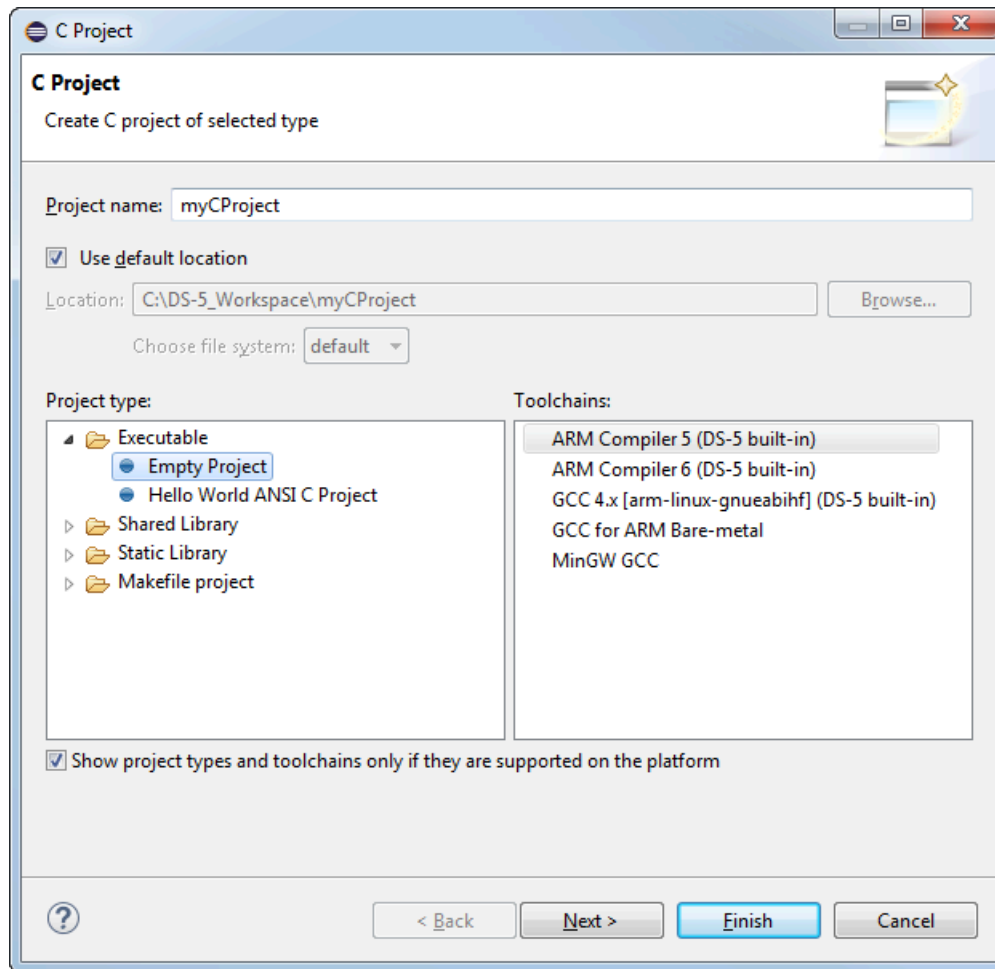 C Project
C Project
Create C project of selected type
Project name: myCProject
Use default location
Location: C:\DS-5_Workspace\myCProject Browse...
Choose file system: default
Project type: Toolchains:
Executable ARM Compiler 5 (DS-5 built-in)
Empty Project ARM Compiler 6 (DS-5 built-in)
Hello World ANSI C Project GCC 4.x [arm-linux-gnueabihf] (DS-5 built-in)
Shared Library GCC for ARM Bare-metal
Static Library MinGW GCC
Makefile project
Show project types and toolchains only if they are supported on the platform
? < Back Next > Finish Cancel